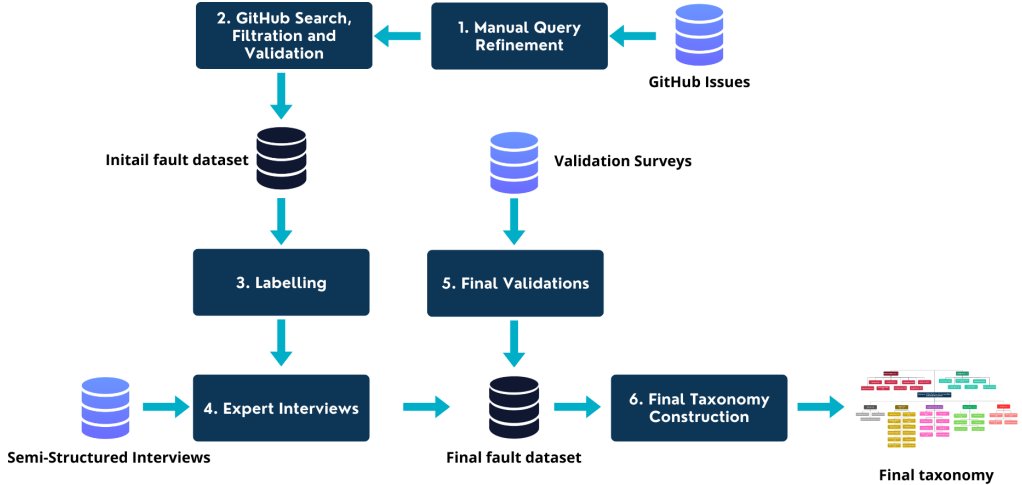 2. GitHub Search,
Filtration and
Validation
1. Manual Query
Refinement
GitHub Issues
Initail fault dataset
Validation Surveys
3. Labelling
5. Final Validations
4. Expert Interviews
6. Final Taxonomy
Construction
Semi-Structured Interviews
Final fault dataset
Final taxonomy